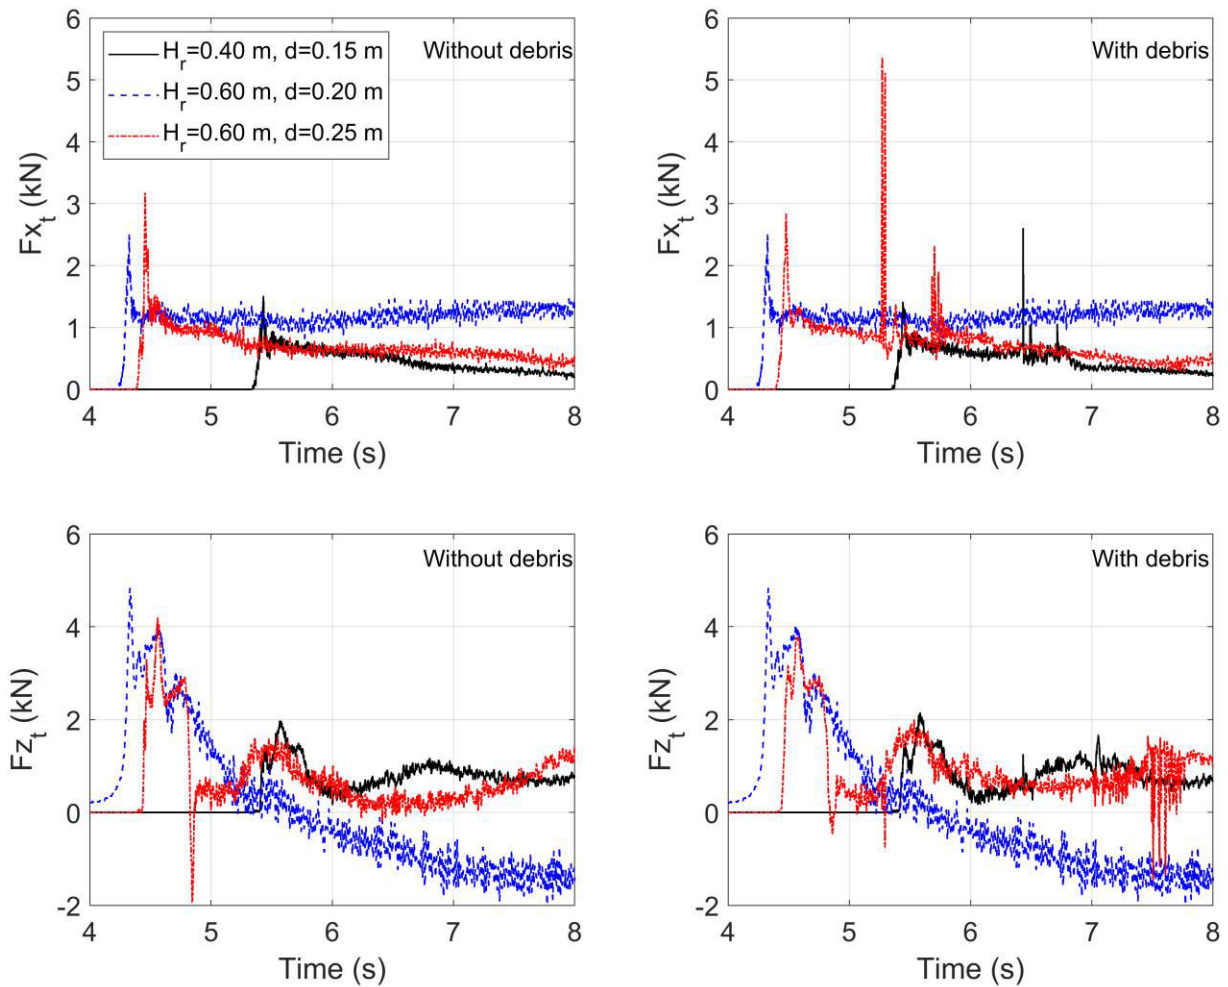 Without debris
H_r=0.40 m, d=0.15 m
H_r=0.60 m, d=0.20 m
H_r=0.60 m, d=0.25 m
Fx_t (kN)
6
5
4
3
2
1
0
4 5 6 7 8
Time (s)
With debris
Fx_t (kN)
6
5
4
3
2
1
0
4 5 6 7 8
Time (s)
Without debris
Fz_t (kN)
6
4
2
0
-2
4 5 6 7 8
Time (s)
With debris
Fz_t (kN)
6
4
2
0
-2
4 5 6 7 8
Time (s)